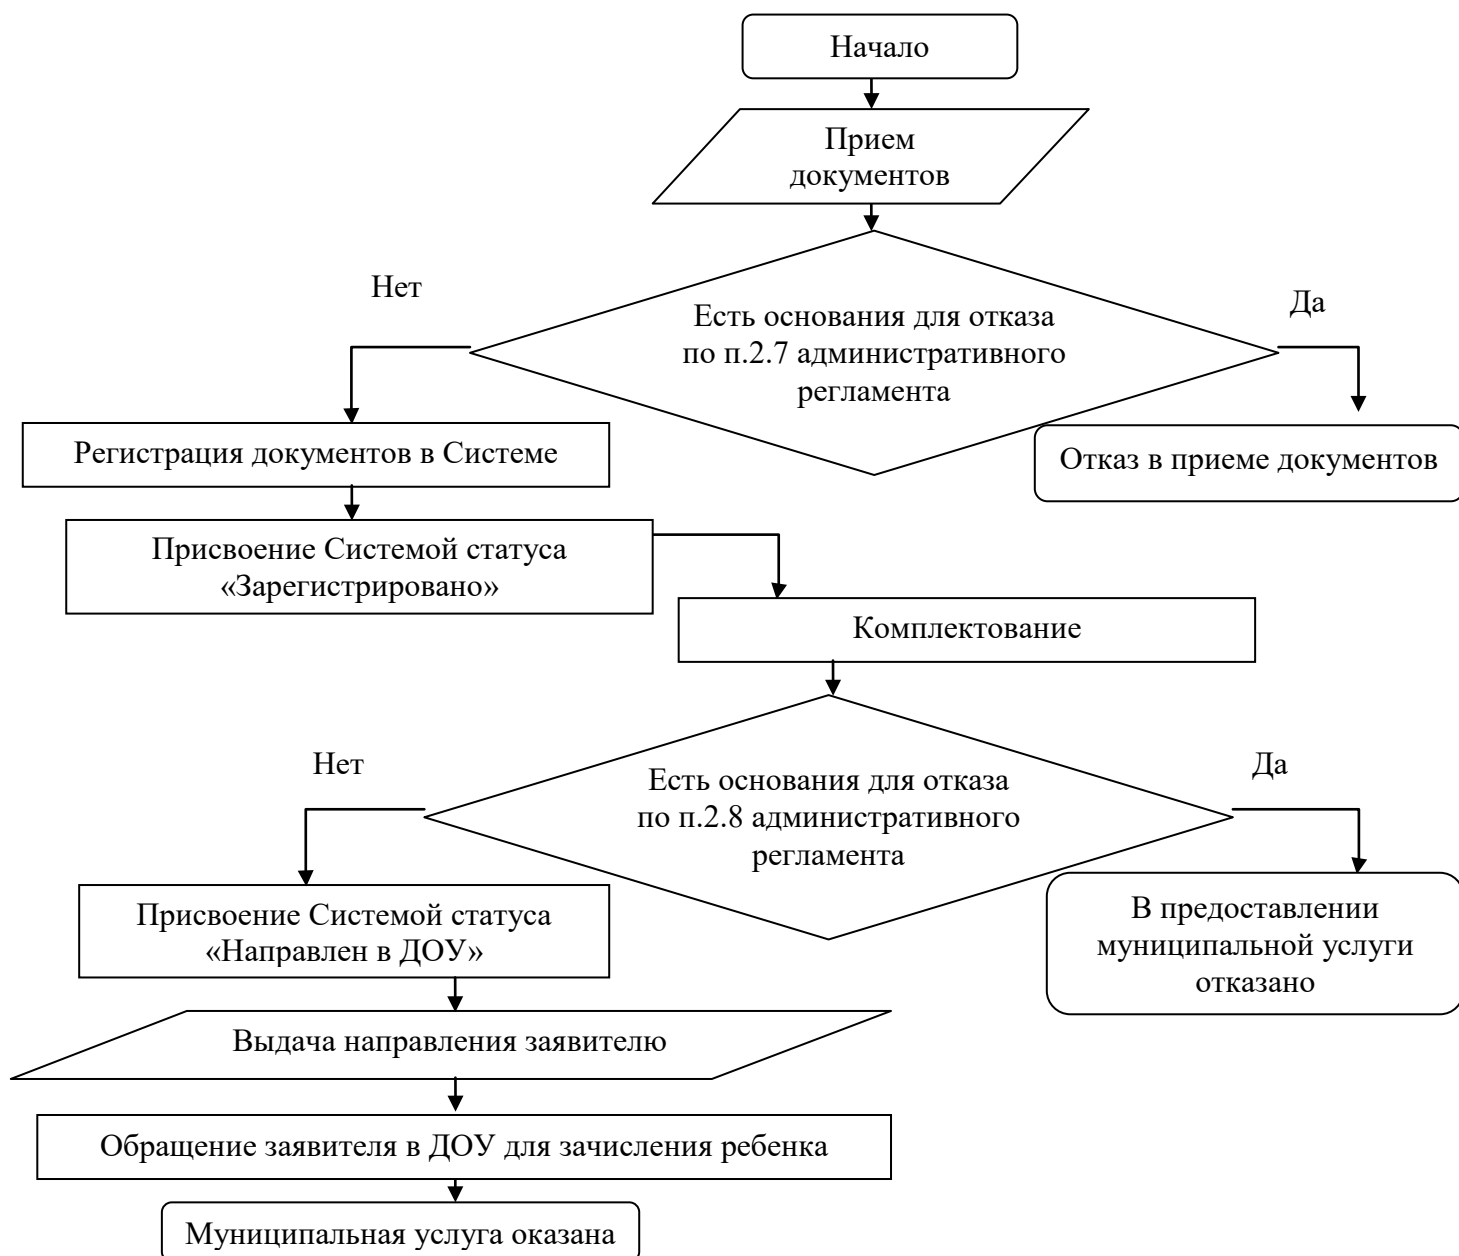 Начало
Прием
документов
Нет
Да
Есть основания для отказа
по п.2.7 административного
регламента
Регистрация документов в Системе
Отказ в приеме документов
Присвоение Системой статуса
«Зарегистрировано»
Комплектование
Нет
Да
Есть основания для отказа
по п.2.8 административного
регламента
Присвоение Системой статуса
«Направлен в ДОУ»
В предоставлении
муниципальной услуги
отказано
Выдача направления заявителю
Обращение заявителя в ДОУ для зачисления ребенка
Муниципальная услуга оказана